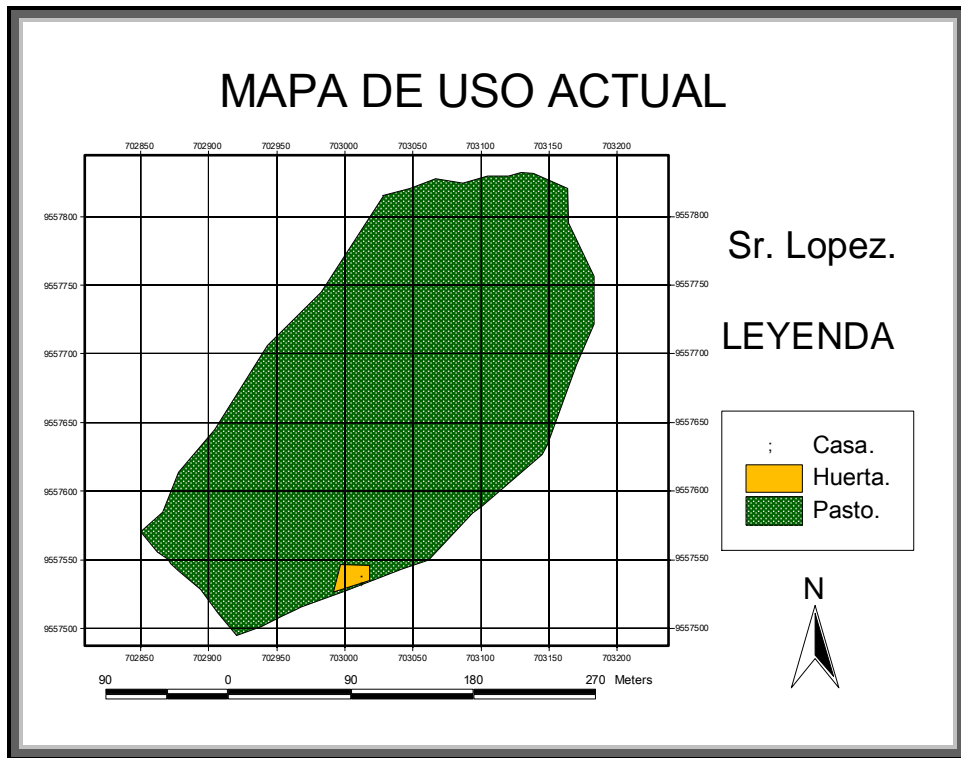 MAPA DE USO ACTUAL
702850 702900 702950 703000 703050 703100 703150 703200
9557800 9557800
9557750 9557750
9557700 9557700
9557650 9557650
9557600 9557600
9557550 9557550
9557500 9557500
702850 702900 702950 703000 703050 703100 703150 703200
90 0 90 180 270 Meters
Sr. Lopez.
LEYENDA
; Casa.
Huerta.
Pasto.
N